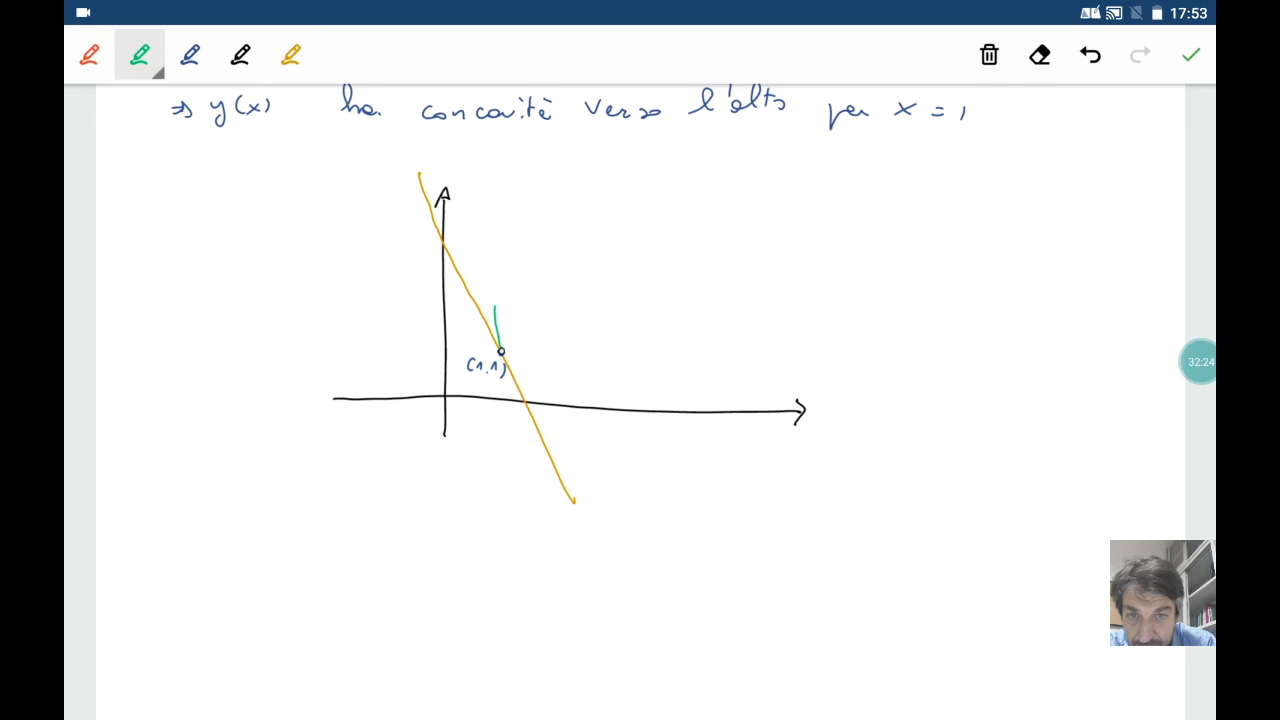 17:53
⇒ y(x) ha concavità verso l'alto per x = 1
(1,1)
32:24